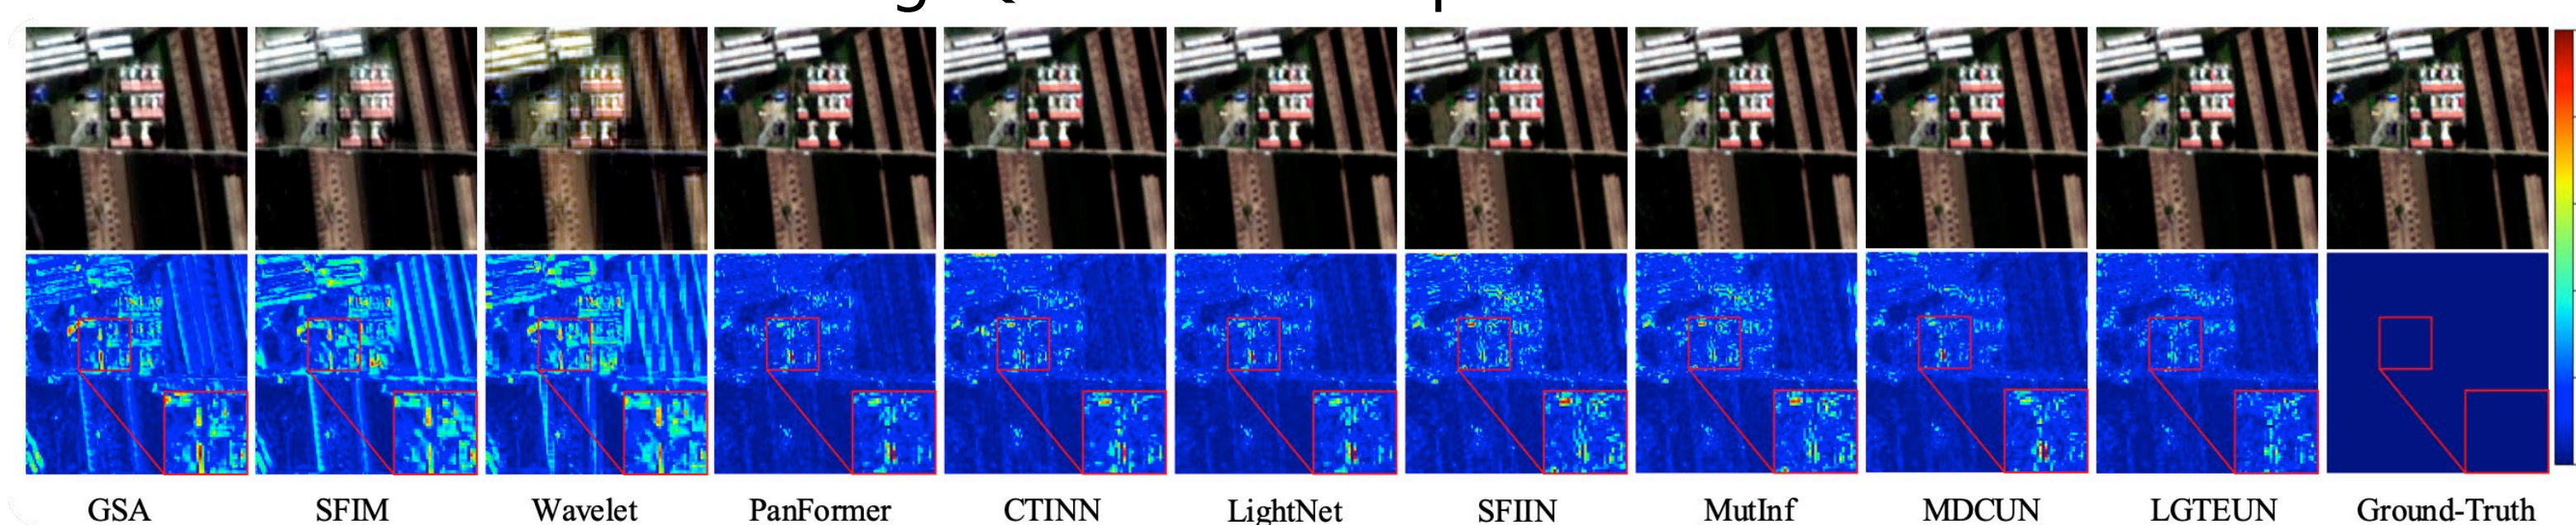 GSA SFIM Wavelet PanFormer CTINN LightNet SFIIN MutInf MDCUN LGTEUN Ground-Truth